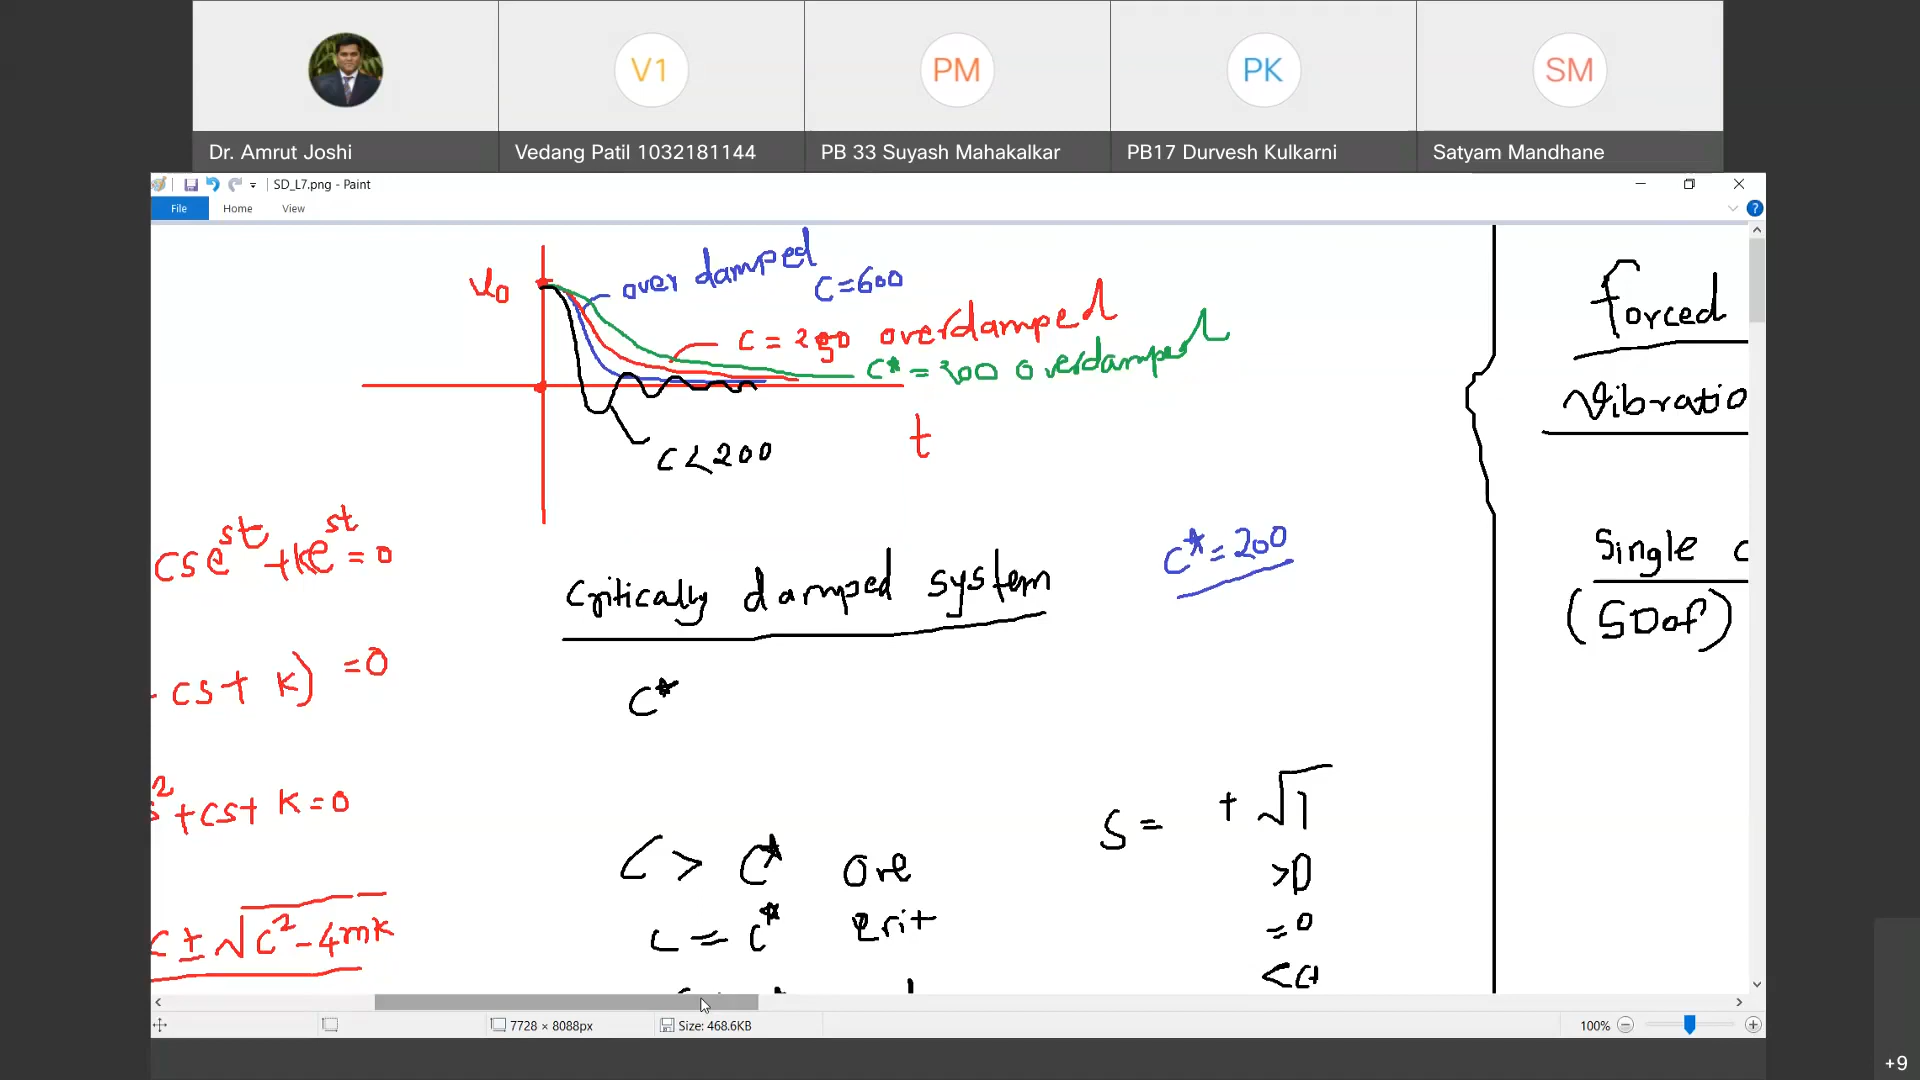 V1
PM
PK
SM
Dr. Amrut Joshi
Vedang Patil 1032181144
PB 33 Suyash Mahakalkar
PB17 Durvesh Kulkarni
Satyam Mandhane
SD_L7.png - Paint
File
Home
View
over damped
C=600
u0
C = 250 overdamped
C* = 300 overdamped
C<200
t
forced
Vibratio
cse^st + ke^st = 0
Critically damped system
C* = 200
Single
(SDof)
- cs + k) = 0
C*
s² + cs + k = 0
S = + √
C > C* ove
>0
C = C* crit
=0
c ± √c² - 4mk
<0
7728 × 8088px
Size: 468.6KB
100%
+9